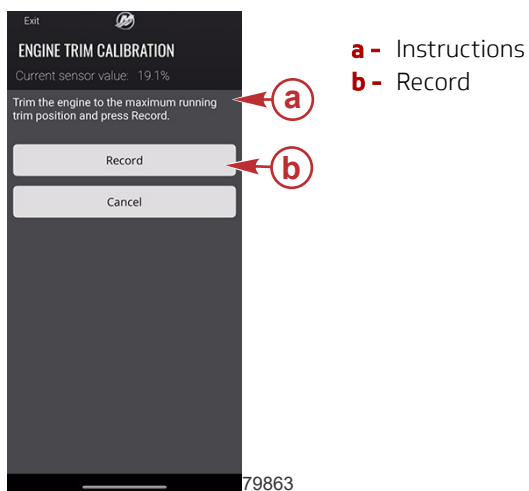 Exit
ENGINE TRIM CALIBRATION
Current sensor value: 19.1%
Trim the engine to the maximum running
trim position and press Record.
Record
Cancel
a
b
a - Instructions
b - Record
79863